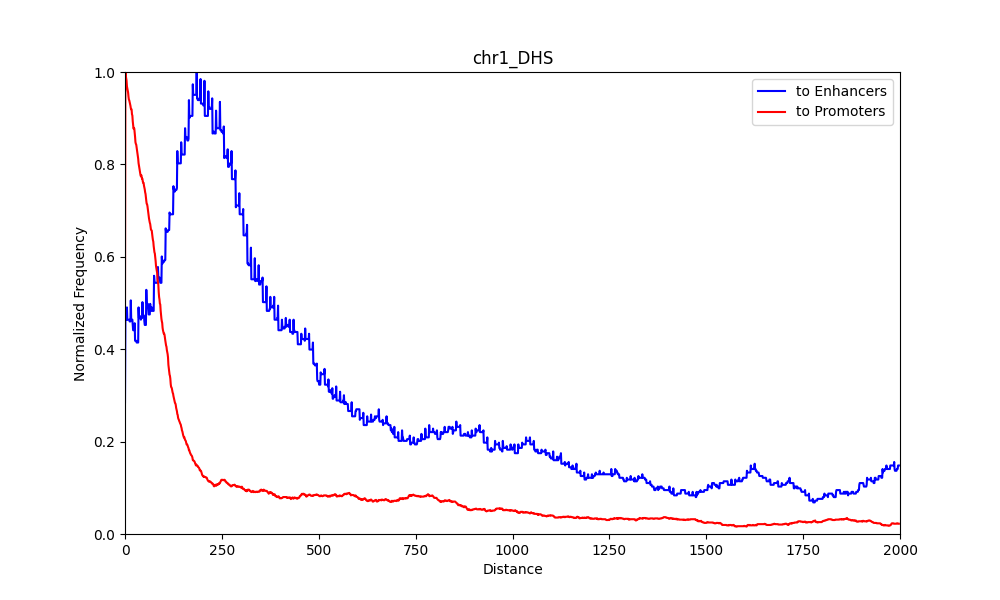 chr1_DHS
to Enhancers
to Promoters
Normalized Frequency
1.0
0.8
0.6
0.4
0.2
0.0
0 250 500 750 1000 1250 1500 1750 2000
Distance